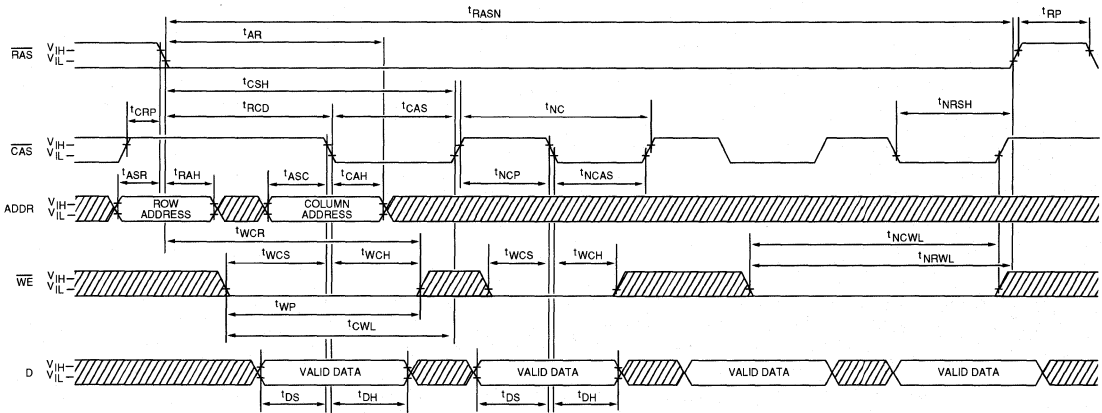 tRASN
tRP
tAR
RAS VIH VIL
tCSH
tCRP tRCD tCAS tNC tNRSH
CAS VIH VIL
tASR tRAH tASC tCAH tNCP tNCAS
ADDR VIH VIL ROW ADDRESS COLUMN ADDRESS
tWCR tNCWL
tWCS tWCH tWCS tWCH tNRWL
WE VIH VIL
tWP
tCWL
D VIH VIL VALID DATA VALID DATA VALID DATA VALID DATA
tDS tDH tDS tDH